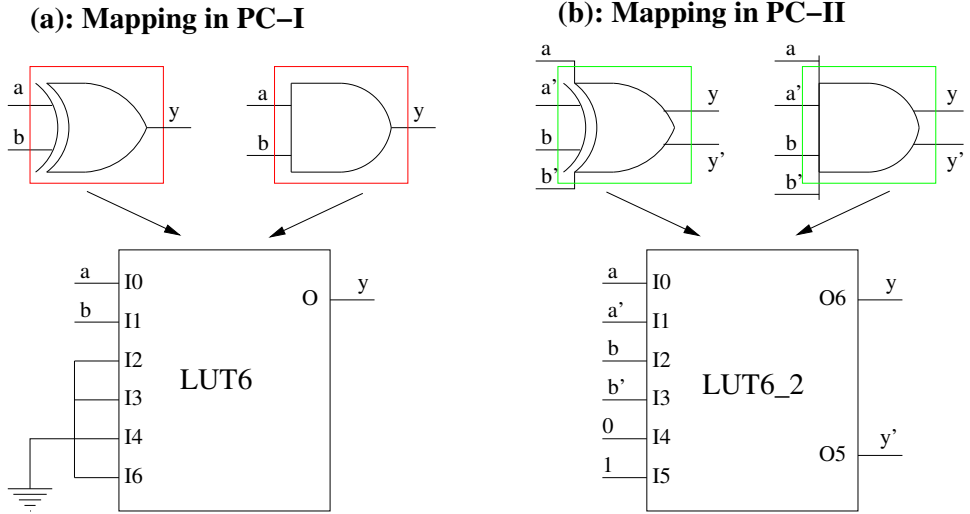 (a): Mapping in PC–I
a
b
y
a
b
y
a
b
I0
I1
I2
I3
I4
I6
O
y
LUT6
(b): Mapping in PC–II
a
a'
b
b'
y
y'
a
a'
b
b'
y
y'
a
a'
b
b'
0
1
I0
I1
I2
I3
I4
I5
O6
y
LUT6_2
O5
y'